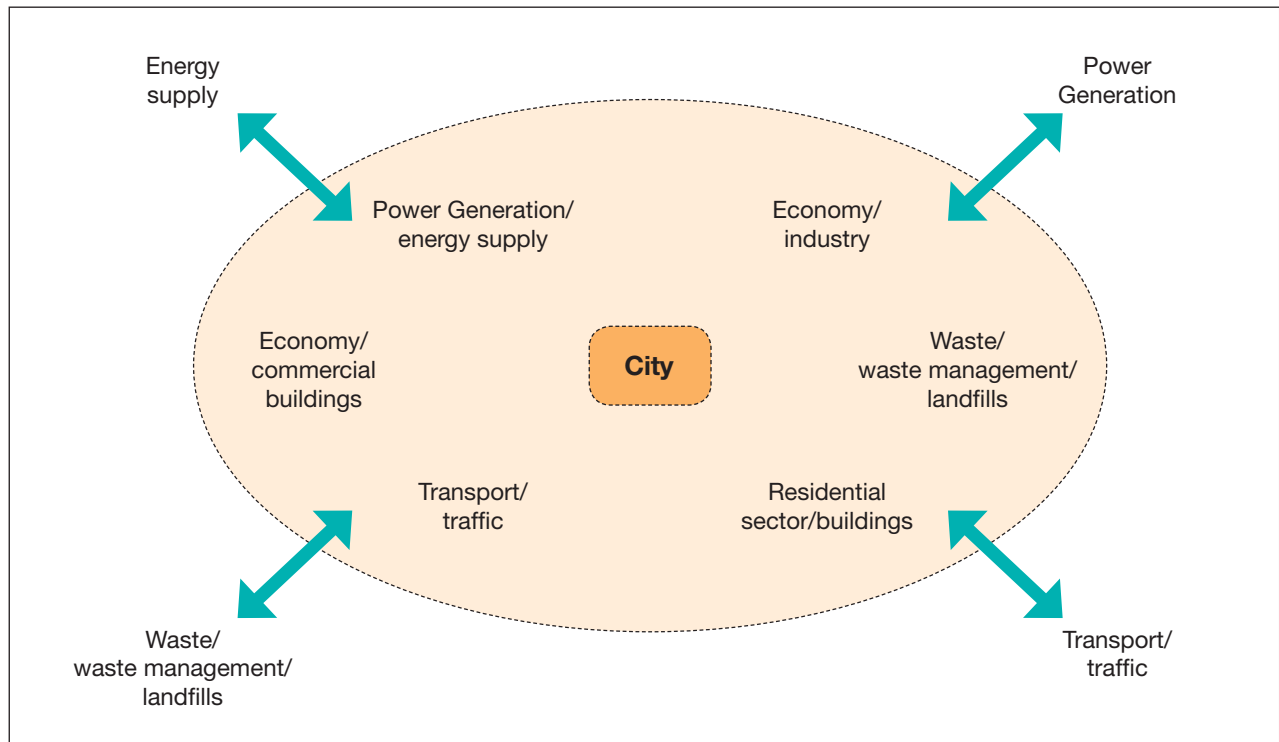 Energy
supply
Power
Generation
Power Generation/
energy supply
Economy/
industry
Economy/
commercial
buildings
City
Waste/
waste management/
landfills
Transport/
traffic
Residential
sector/buildings
Waste/
waste management/
landfills
Transport/
traffic